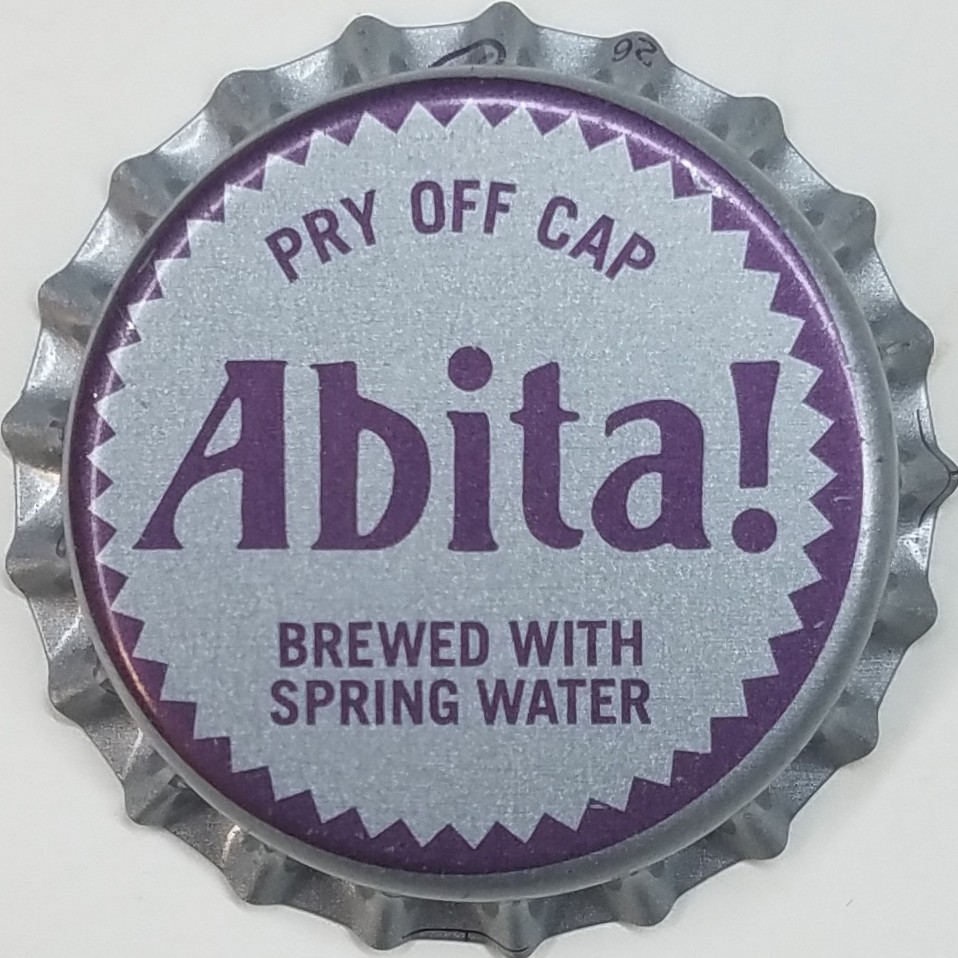 PRY OFF CAP
Abita!
BREWED WITH
SPRING WATER